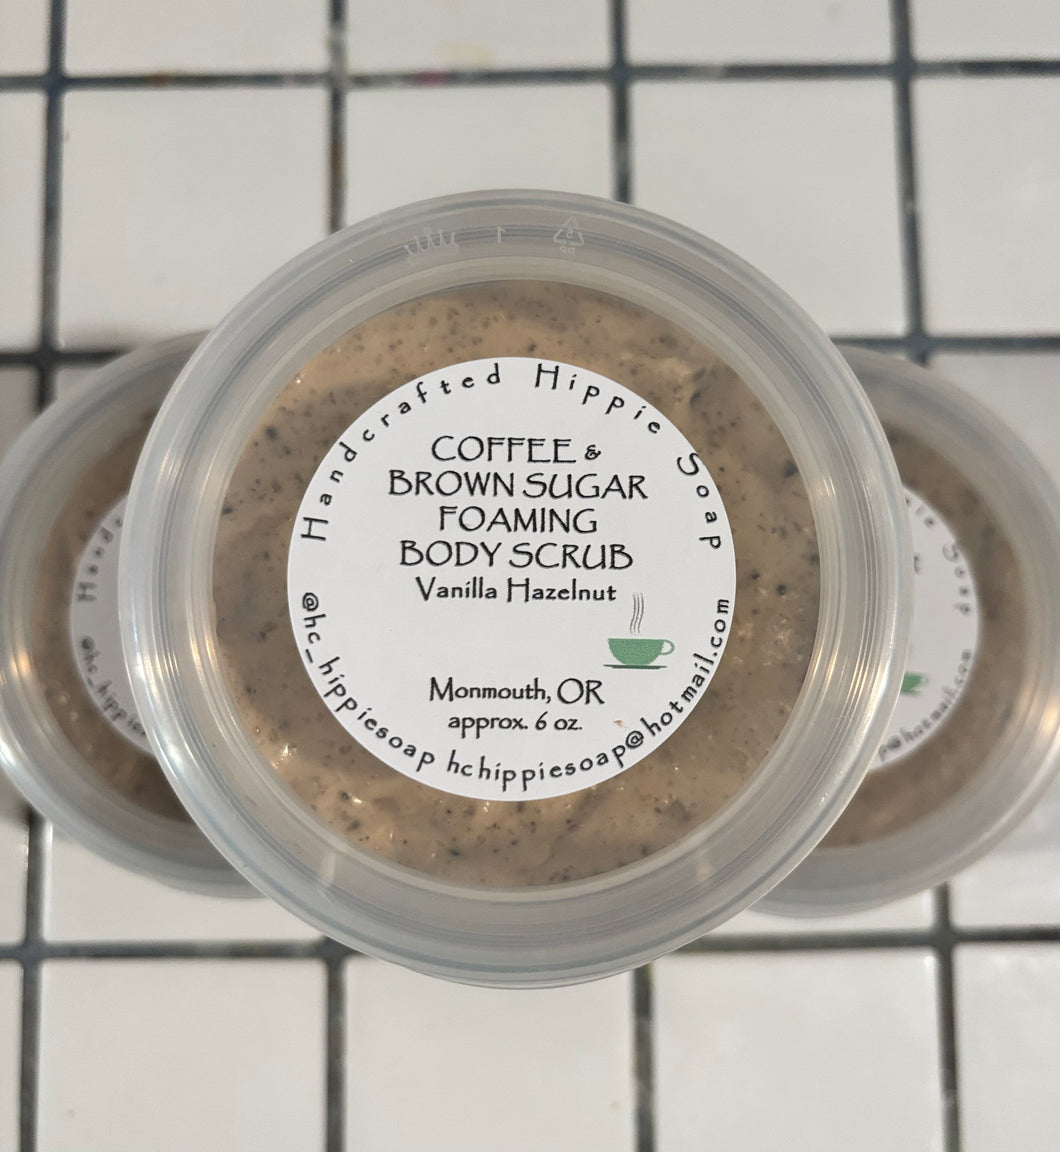 Handcrafted Hippie Soap
COFFEE &
BROWN SUGAR
FOAMING
BODY SCRUB
Vanilla Hazelnut
Monmouth, OR
approx. 6 oz.
@hc_hippiesoap hchippiesoap@hotmail.com